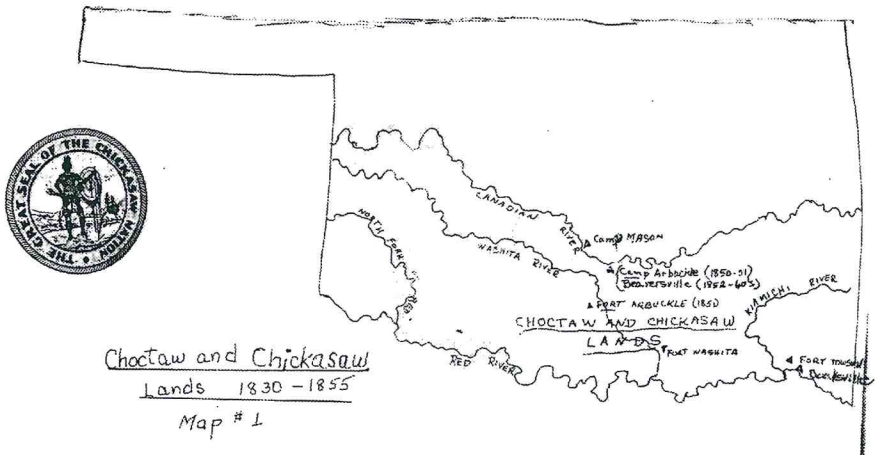 THE GREAT SEAL OF THE CHICKASAW NATION
CANADIAN RIVER
NORTH FORK RED
WASHITA RIVER
Camp MASON
Camp Arbuckle (1850-51)
Beaversville (1852-60's)
KIAMICHI RIVER
FORT ARBUCKLE (1851)
CHOCTAW AND CHICKASAW
LANDS
FORT WASHITA
RED RIVER
FORT TOWSON
Doaksville
Choctaw and Chickasaw
Lands 1830-1855
Map # 1